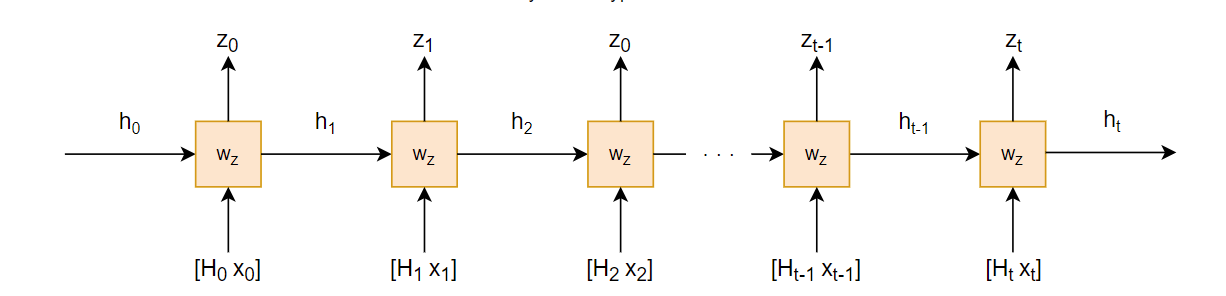 z0 z1 z0 zt-1 zt
h0 h1 h2 ht-1 ht
wz wz wz . . . wz wz
[H0 x0] [H1 x1] [H2 x2] [Ht-1 xt-1] [Ht xt]